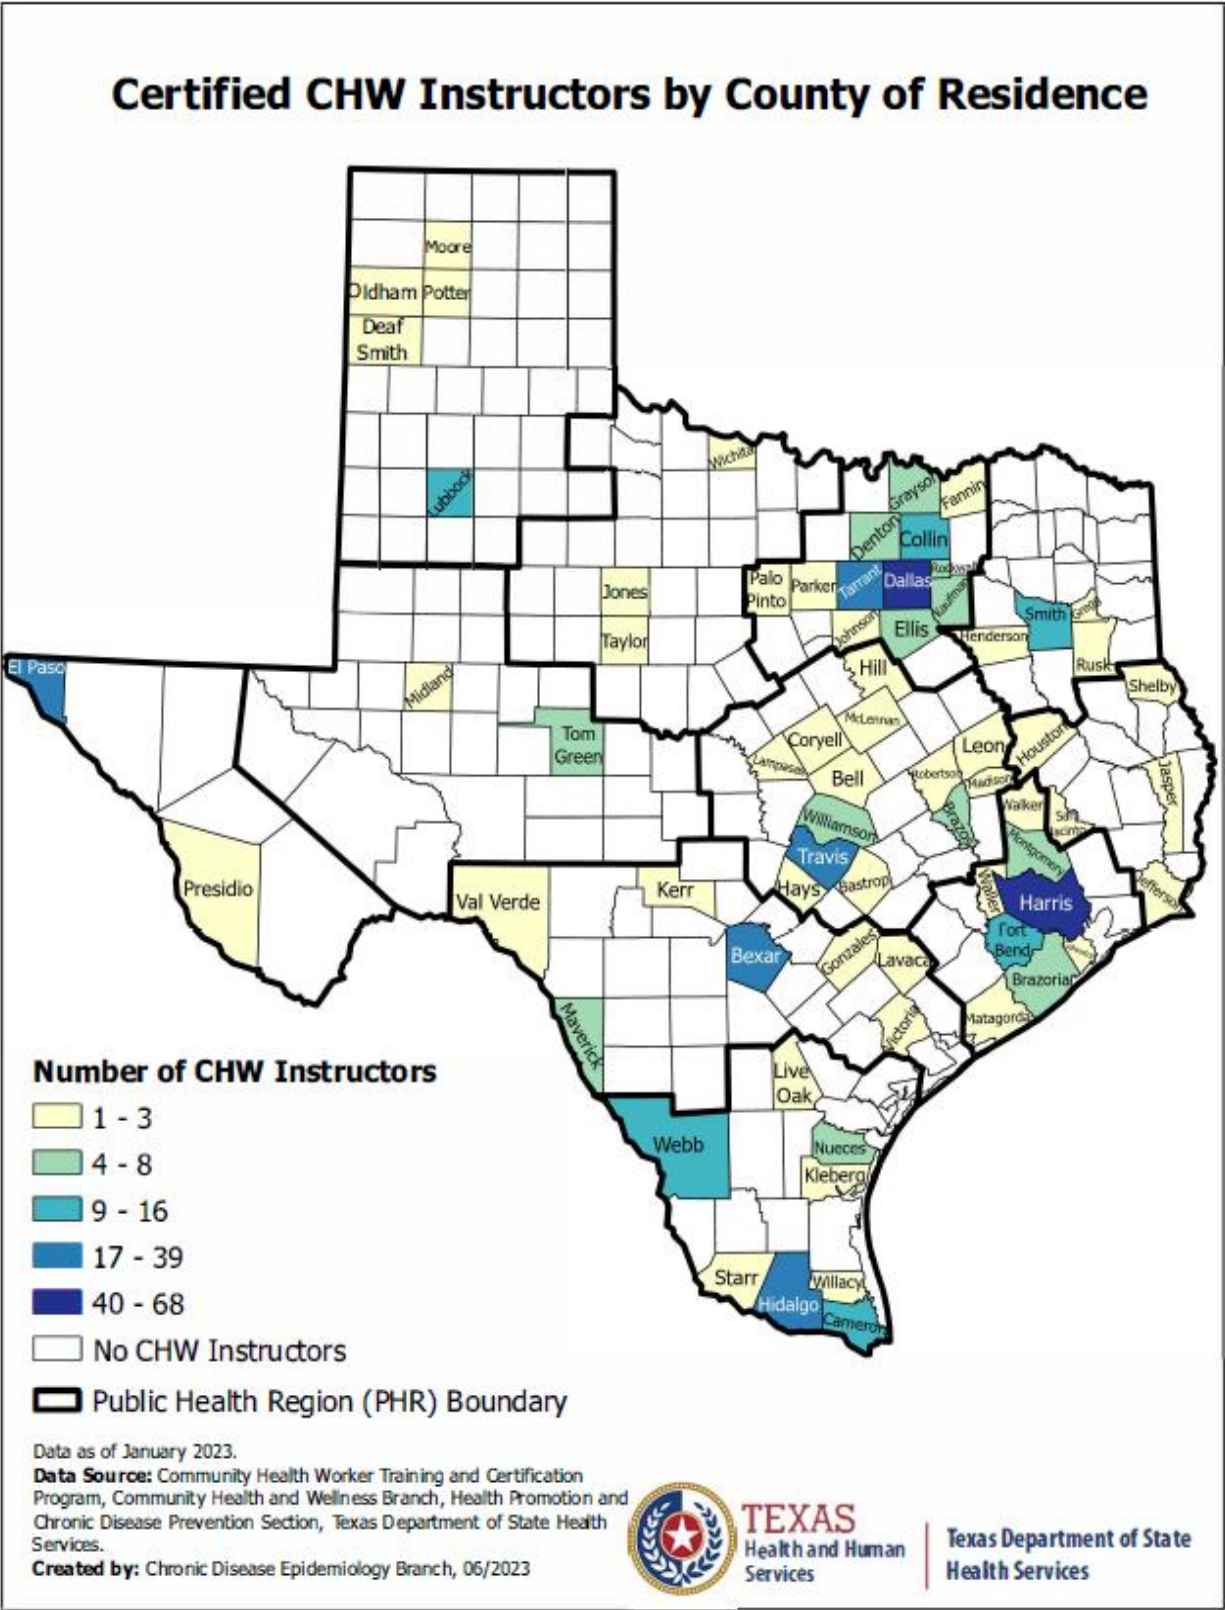 Certified CHW Instructors by County of Residence
Moore
Oldham
Potter
Deaf
Smith
Lubbock
Wichita
Grayson
Fannin
Denton
Collin
Jones
Palo
Pinto
Parker
Tarrant
Dallas
Rockwall
Kaufman
Taylor
Johnson
Ellis
Henderson
Smith
Gregg
Rusk
El Paso
Midland
Hill
Shelby
Tom
Green
McLennan
Coryell
Leon
Houston
Lampasas
Bell
Robertson
Madison
Jasper
Williamson
Brazos
Walker
San
Jacinto
Travis
Montgomery
Presidio
Val Verde
Kerr
Hays
Bastrop
Waller
Harris
Jefferson
Bexar
Gonzales
Lavaca
Fort
Bend
Brazoria
Maverick
Victoria
Matagorda
Live
Oak
Webb
Nueces
Kleberg
Starr
Hidalgo
Willacy
Cameron
Number of CHW Instructors
1 - 3
4 - 8
9 - 16
17 - 39
40 - 68
No CHW Instructors
Public Health Region (PHR) Boundary
Data as of January 2023.
Data Source: Community Health Worker Training and Certification
Program, Community Health and Wellness Branch, Health Promotion and
Chronic Disease Prevention Section, Texas Department of State Health
Services.
Created by: Chronic Disease Epidemiology Branch, 06/2023
TEXAS
Health and Human
Services
Texas Department of State
Health Services